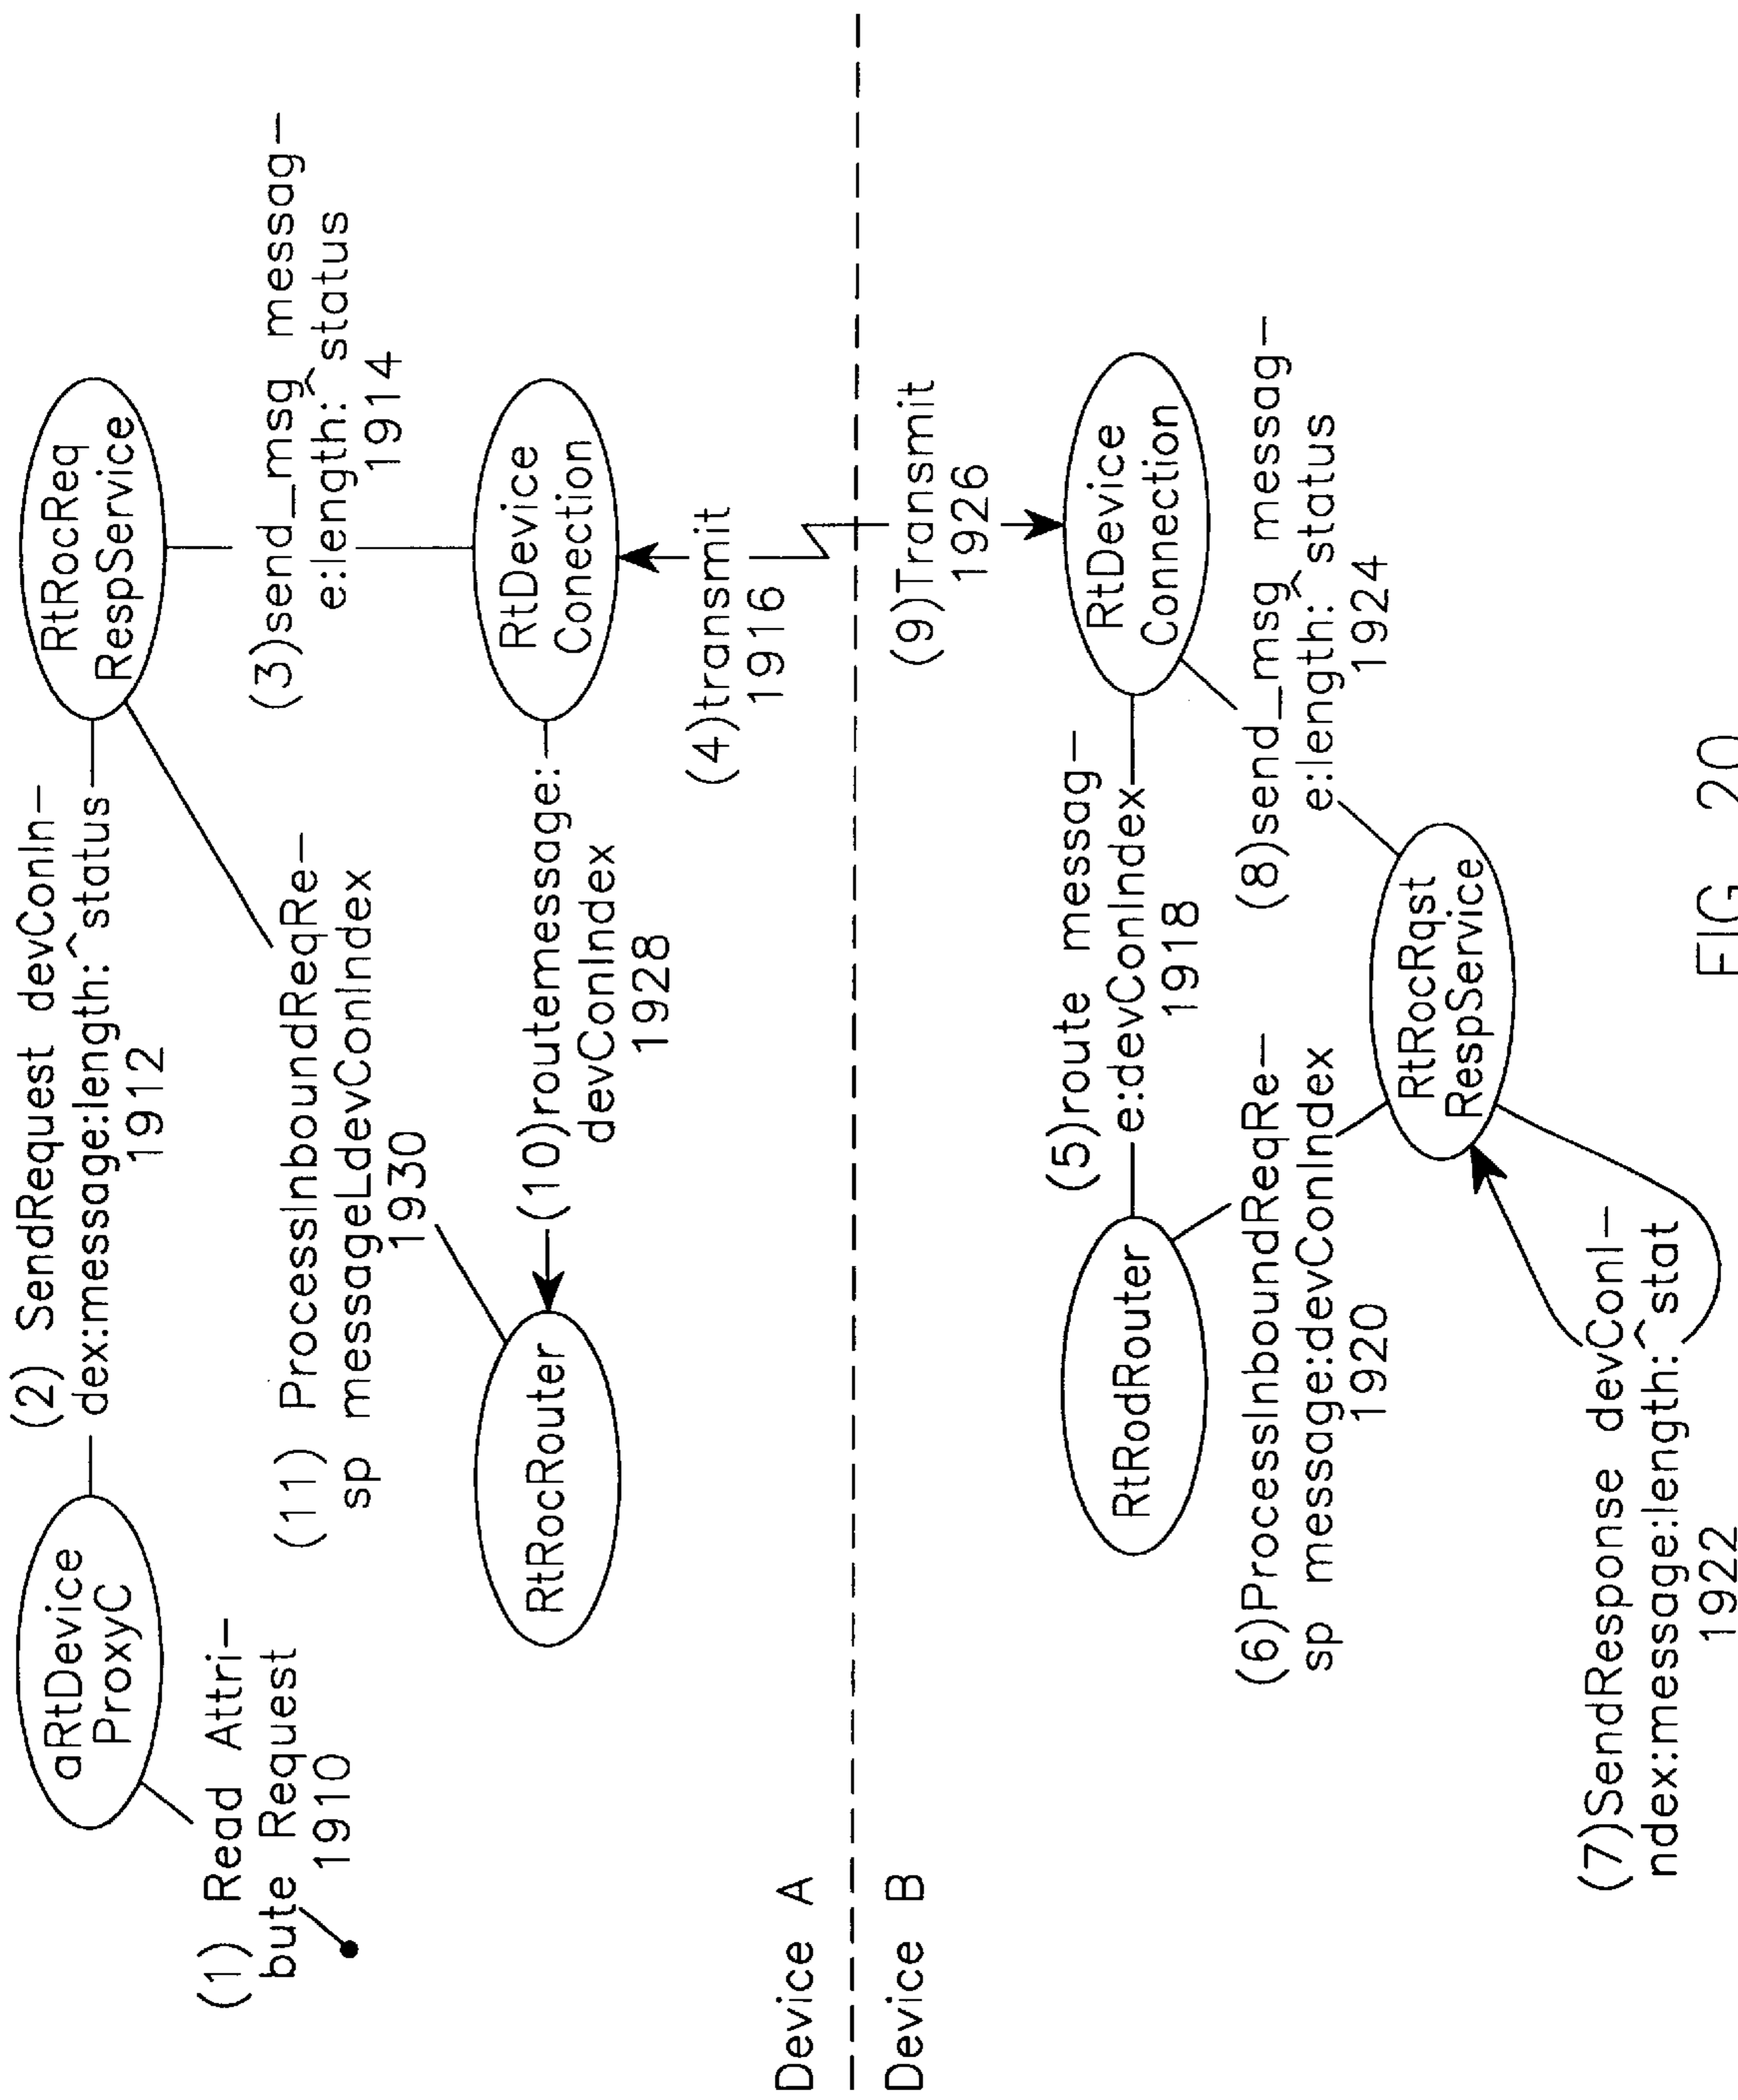 aRtDevice
ProxyC
(2) SendRequest devConIn-
dex:message:length:^status
1912
RtRocReq
RespService
(1) Read Attri-
bute Request
1910
(11) ProcessInboundReqRe-
sp messageLdevConIndex
1930
(3)send_msg messag-
e:length:^status
1914
RtRocRouter
(10)routemessage:
devConIndex
1928
RtDevice
Conection
(4)transmit
1916
Device A
Device B
(9)Transmit
1926
RtRodRouter
(5)route messag-
e:devConIndex
1918
RtDevice
Connection
(6)ProcessInboundReqRe-
sp message:devConIndex
1920
(8)send_msg messag-
e:length:^status
1924
RtRocRqst
RespService
(7)SendResponse devConI-
ndex:message:length:^stat
1922
FIG. 20